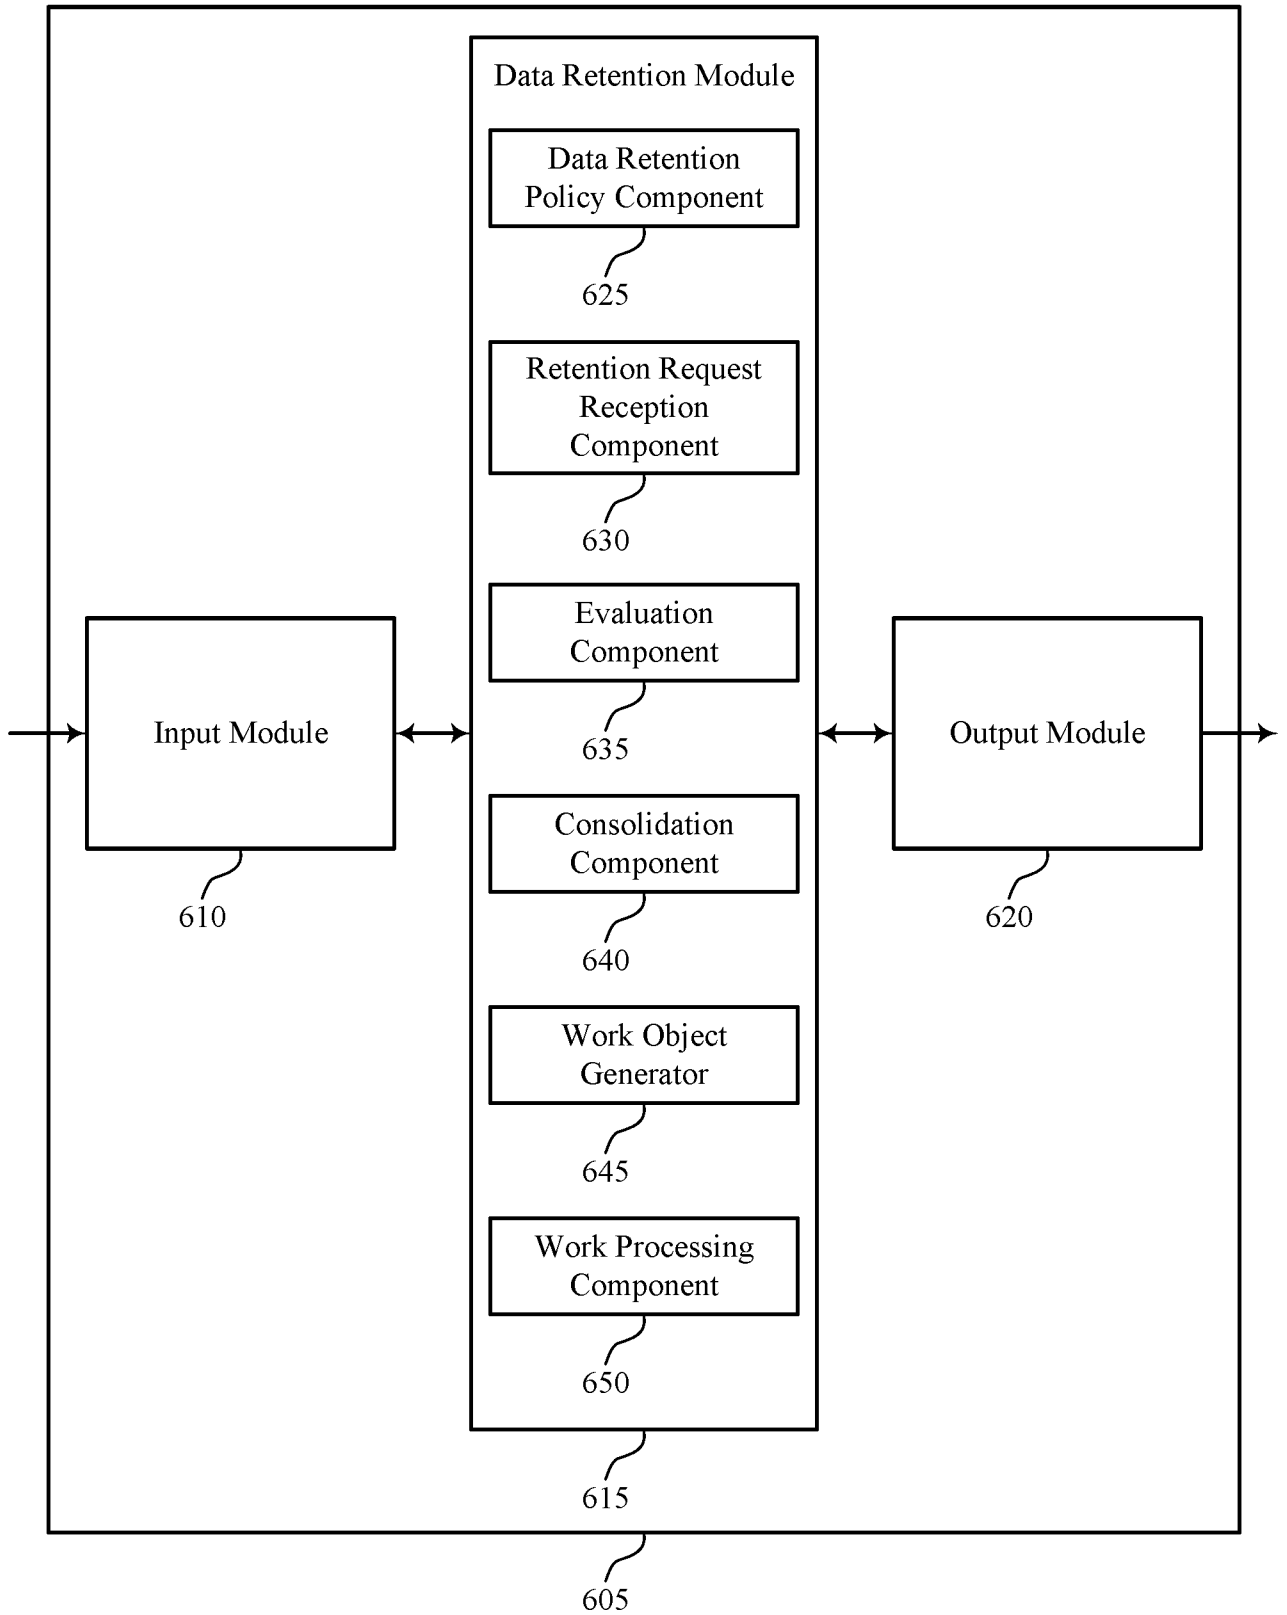 Data Retention Module
Data Retention
Policy Component
625
Retention Request
Reception
Component
630
Evaluation
Component
635
Input Module
610
Output Module
620
Consolidation
Component
640
Work Object
Generator
645
Work Processing
Component
650
615
605